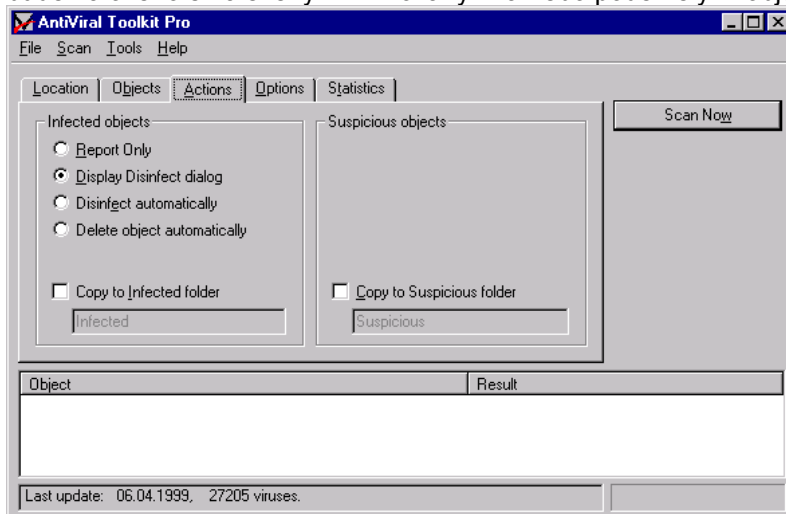 AntiViral Toolkit Pro
File Scan Tools Help
Location Objects Actions Options Statistics
Scan Now
Infected objects
Report Only
Display Disinfect dialog
Disinfect automatically
Delete object automatically
Copy to Infected folder
Infected
Suspicious objects
Copy to Suspicious folder
Suspicious
Object Result
Last update: 06.04.1999, 27205 viruses.